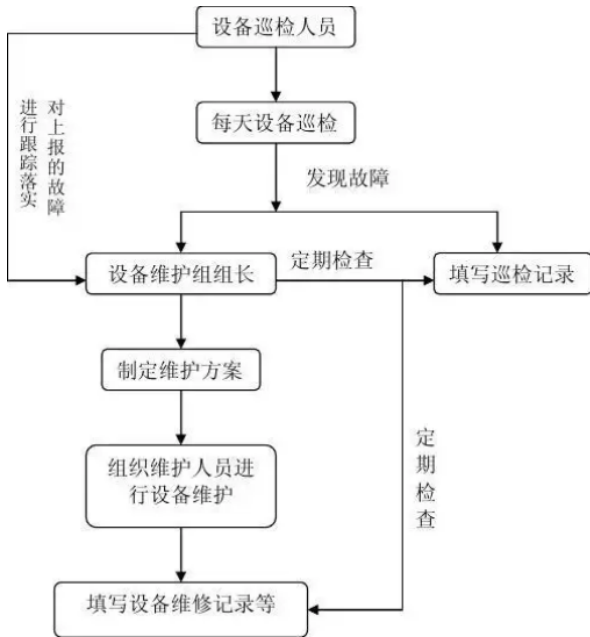 设备巡检人员
对上报的故障
进行跟踪落实
每天设备巡检
发现故障
设备维护组组长
定期检查
填写巡检记录
制定维护方案
组织维护人员进
行设备维护
定期检查
填写设备维修记录等